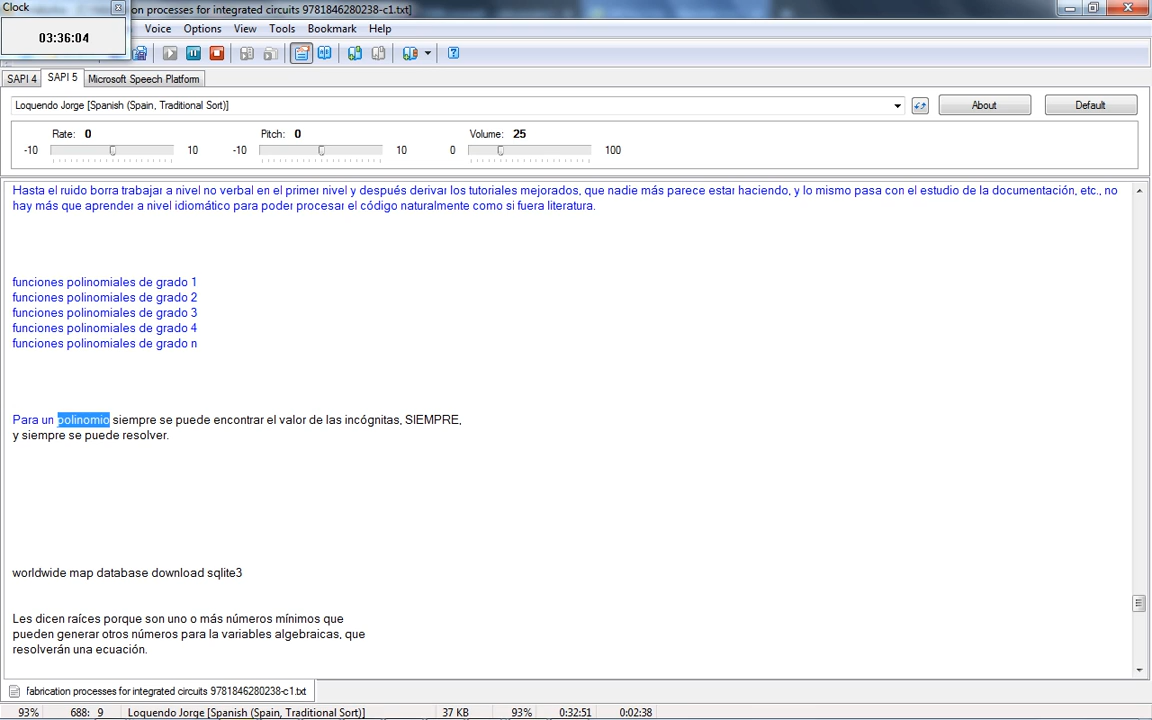 Clock
on processes for integrated circuits 9781846280238-c1.txt]
03:36:04
Voice Options View Tools Bookmark Help
SAPI 4 SAPI 5 Microsoft Speech Platform
Loquendo Jorge [Spanish (Spain, Traditional Sort)] About Default
Rate: 0 Pitch: 0 Volume: 25
-10 10 -10 10 0 100
Hasta el ruido borra trabajar a nivel no verbal en el primer nivel y después derivar los tutoriales mejorados, que nadie más parece estar haciendo, y lo mismo pasa con el estudio de la documentación, etc., no
hay más que aprender a nivel idiomático para poder procesar el código naturalmente como si fuera literatura.
funciones polinomiales de grado 1
funciones polinomiales de grado 2
funciones polinomiales de grado 3
funciones polinomiales de grado 4
funciones polinomiales de grado n
Para un polinomio siempre se puede encontrar el valor de las incógnitas, SIEMPRE,
y siempre se puede resolver.
worldwide map database download sqlite3
Les dicen raíces porque son uno o más números mínimos que
pueden generar otros números para la variables algebraicas, que
resolverán una ecuación.
fabrication processes for integrated circuits 9781846280238-c1.txt
93% 688: 9 Loquendo Jorge [Spanish (Spain, Traditional Sort)] 37 KB 93% 0:32:51 0:02:38